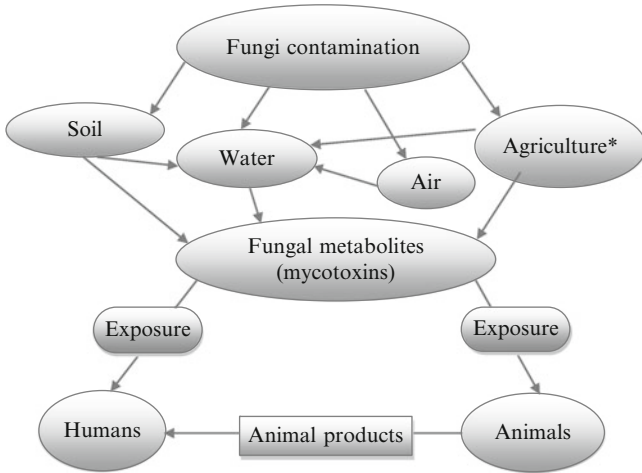 Fungi contamination
Soil
Water
Air
Agriculture*
Fungal metabolites
(mycotoxins)
Exposure
Exposure
Humans
Animal products
Animals